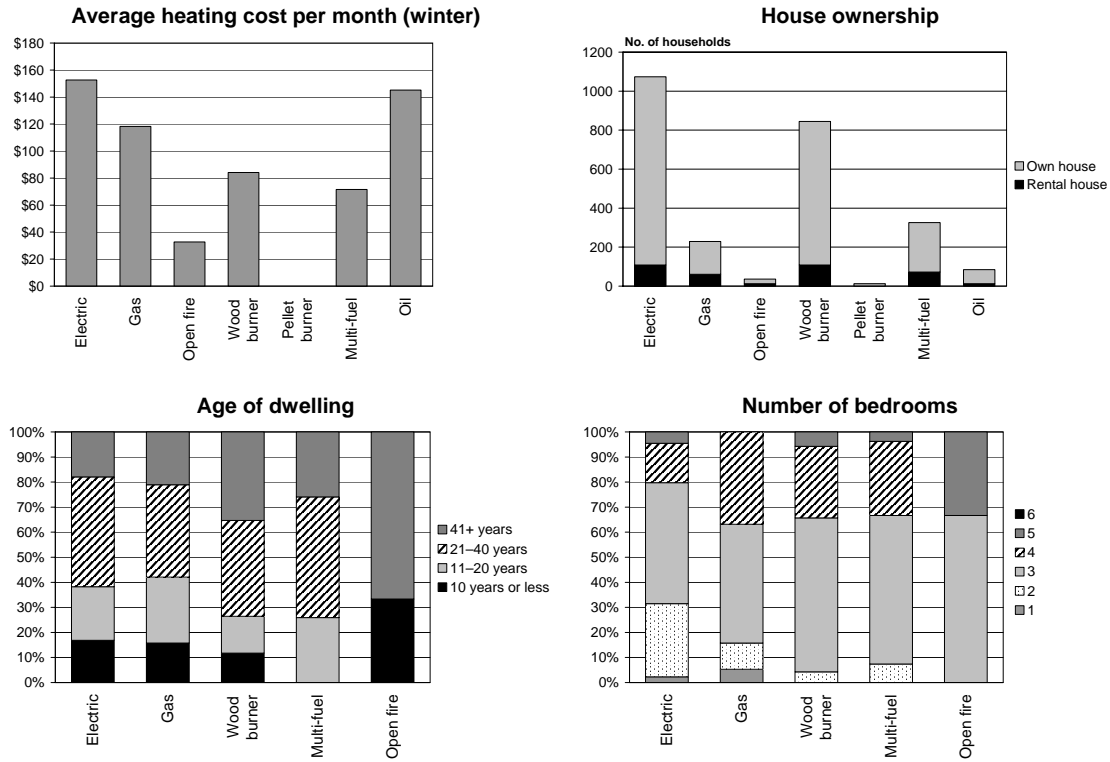 Average heating cost per month (winter)
$180
$160
$140
$120
$100
$80
$60
$40
$20
$0
Electric
Gas
Open fire
Wood
burner
Pellet
burner
Multi-fuel
Oil
House ownership
No. of households
1200
1000
800
600
400
200
0
Electric
Gas
Open fire
Wood
burner
Pellet
burner
Multi-fuel
Oil
Own house
Rental house
Age of dwelling
100%
90%
80%
70%
60%
50%
40%
30%
20%
10%
0%
Electric
Gas
Wood
burner
Multi-fuel
Open fire
41+ years
21–40 years
11–20 years
10 years or less
Number of bedrooms
100%
90%
80%
70%
60%
50%
40%
30%
20%
10%
0%
Electric
Gas
Wood
burner
Multi-fuel
Open fire
6
5
4
3
2
1